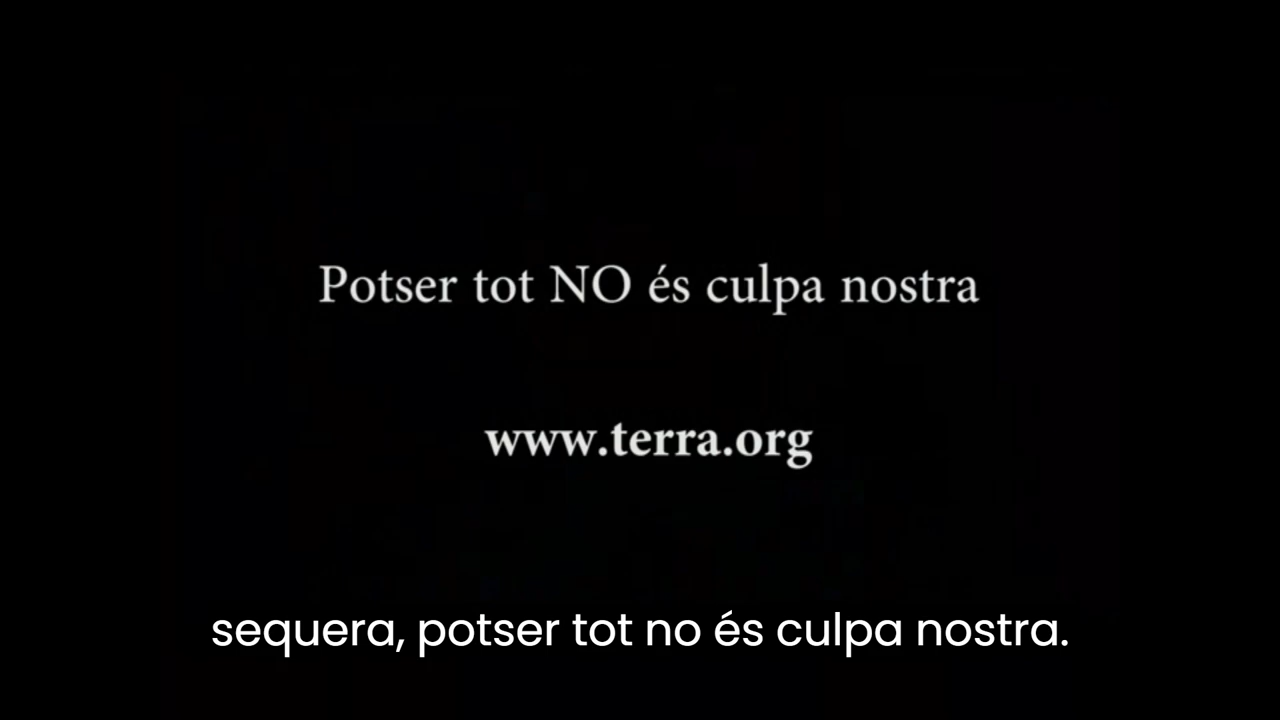 Potser tot NO és culpa nostra
www.terra.org
sequera, potser tot no és culpa nostra.